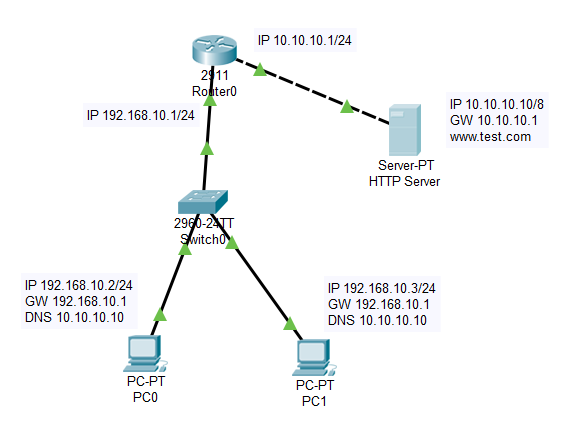 IP 10.10.10.1/24
2911
Router0
IP 192.168.10.1/24
IP 10.10.10.10/8
GW 10.10.10.1
www.test.com
Server-PT
HTTP Server
2960-24TT
Switch0
IP 192.168.10.2/24
GW 192.168.10.1
DNS 10.10.10.10
IP 192.168.10.3/24
GW 192.168.10.1
DNS 10.10.10.10
PC-PT
PC0
PC-PT
PC1